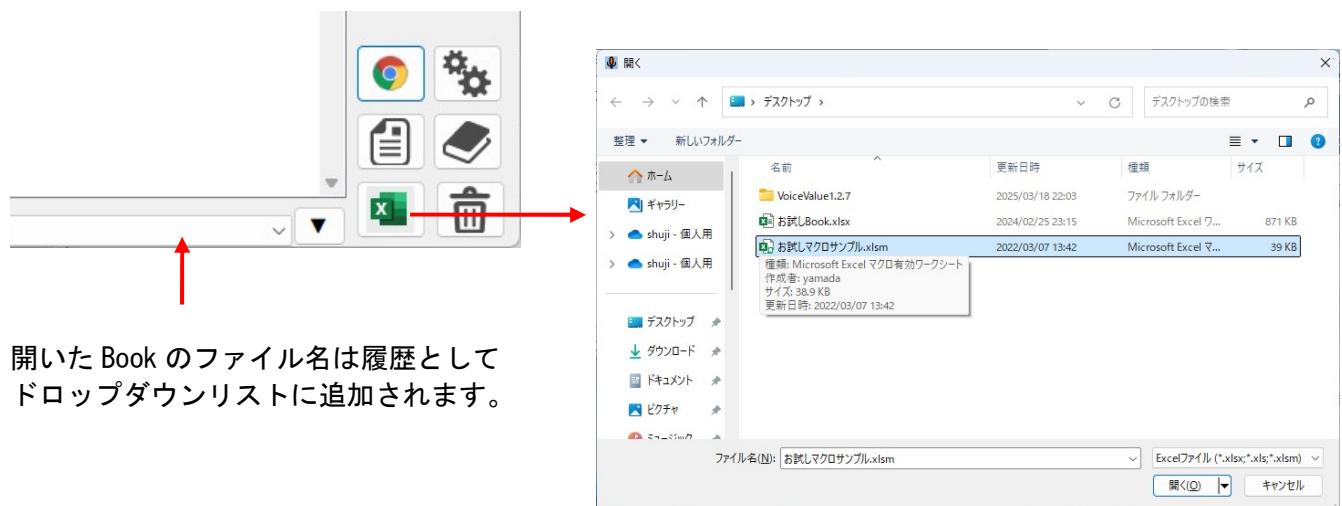 開く
デスクトップ
デスクトップの検索
整理
新しいフォルダー
名前
更新日時
種類
サイズ
ホーム
ギャラリー
shuji - 個人用
shuji - 個人用
デスクトップ
ダウンロード
ドキュメント
ピクチャ
VoiceValue1.2.7
2025/03/18 22:03
ファイル フォルダー
お試しBook.xlsx
2024/02/25 23:15
Microsoft Excel ワ...
871 KB
お試しマクロサンプル.xlsm
2022/03/07 13:42
Microsoft Excel マ...
39 KB
種類: Microsoft Excel マクロ有効ワークシート
作成者: yamada
サイズ: 38.9 KB
更新日時: 2022/03/07 13:42
ファイル名(N):
お試しマクロサンプル.xlsm
Excelファイル (*.xlsx;*.xls;*.xlsm)
開く(O)
キャンセル
開いた Book のファイル名は履歴として
ドロップダウンリストに追加されます。